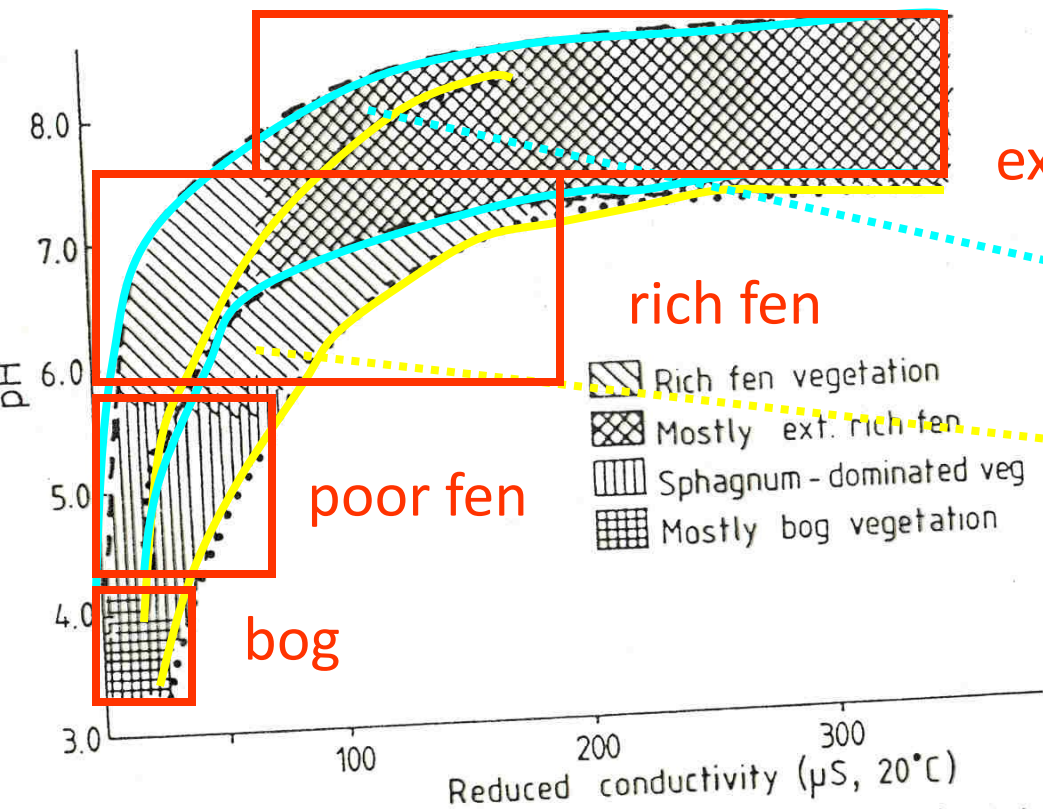 8.0
7.0
6.0
5.0
4.0
3.0
pH
ex
rich fen
Rich fen vegetation
Mostly ext. rich fen
Sphagnum-dominated veg
Mostly bog vegetation
poor fen
bog
100
200
300
Reduced conductivity (µS, 20°C)